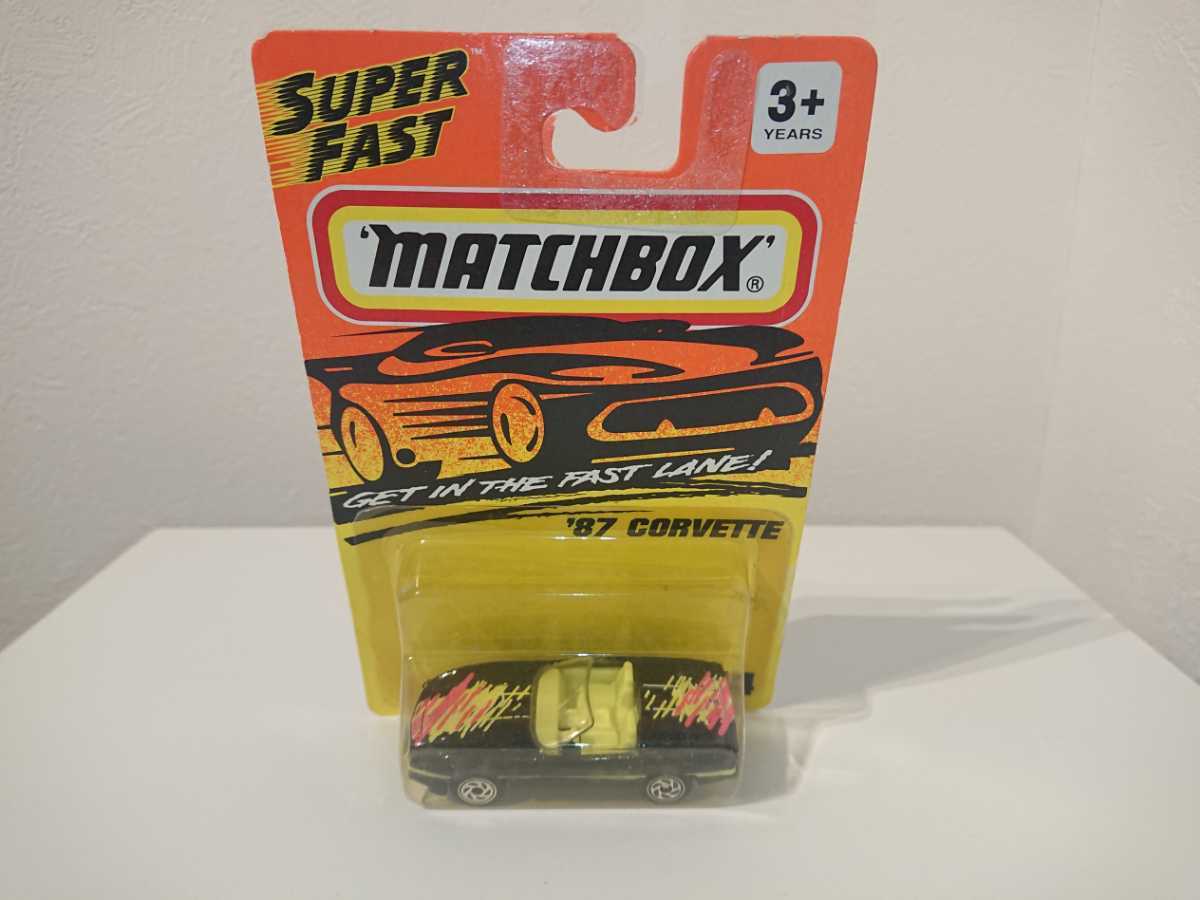 SUPER
FAST
3+
YEARS
'MATCHBOX'®
GET IN THE FAST LANE!
'87 CORVETTE